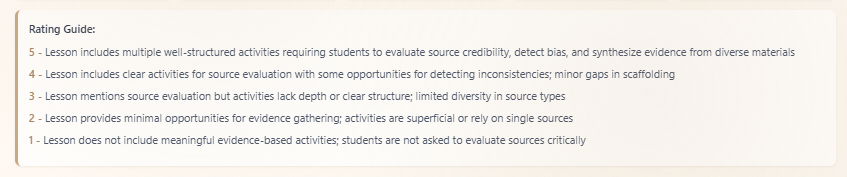 Rating Guide:
5 - Lesson includes multiple well-structured activities requiring students to evaluate source credibility, detect bias, and synthesize evidence from diverse materials
4 - Lesson includes clear activities for source evaluation with some opportunities for detecting inconsistencies; minor gaps in scaffolding
3 - Lesson mentions source evaluation but activities lack depth or clear structure; limited diversity in source types
2 - Lesson provides minimal opportunities for evidence gathering; activities are superficial or rely on single sources
1 - Lesson does not include meaningful evidence-based activities; students are not asked to evaluate sources critically